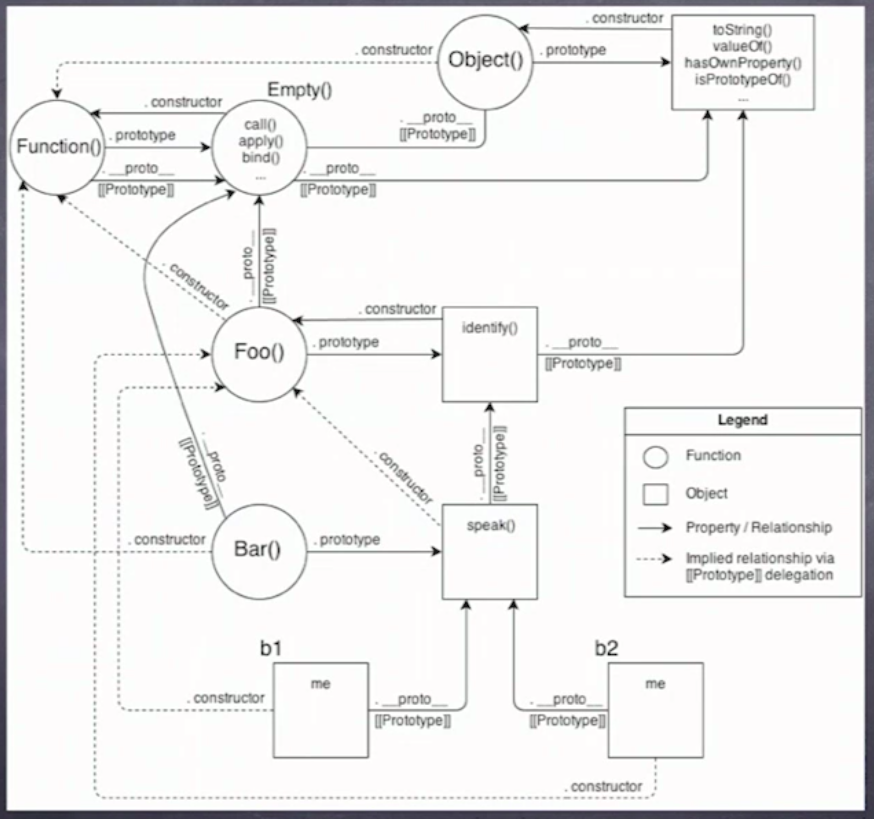 . constructor
toString()
valueOf()
hasOwnProperty()
isPrototypeOf()
...
Object()
. prototype
. constructor
Empty()
. constructor
call()
apply()
bind()
...
. __proto__
[[Prototype]]
Function()
. prototype
. __proto__
[[Prototype]]
. __proto__
[[Prototype]]
. __proto__
[[Prototype]]
. constructor
. constructor
identify()
Foo()
. prototype
. __proto__
[[Prototype]]
. __proto__
[[Prototype]]
. constructor
. __proto__
[[Prototype]]
Legend
Function
Object
Property / Relationship
Implied relationship via
[[Prototype]] delegation
speak()
. constructor
Bar()
. prototype
b1
b2
me
me
. constructor
. __proto__
[[Prototype]]
. __proto__
[[Prototype]]
. constructor